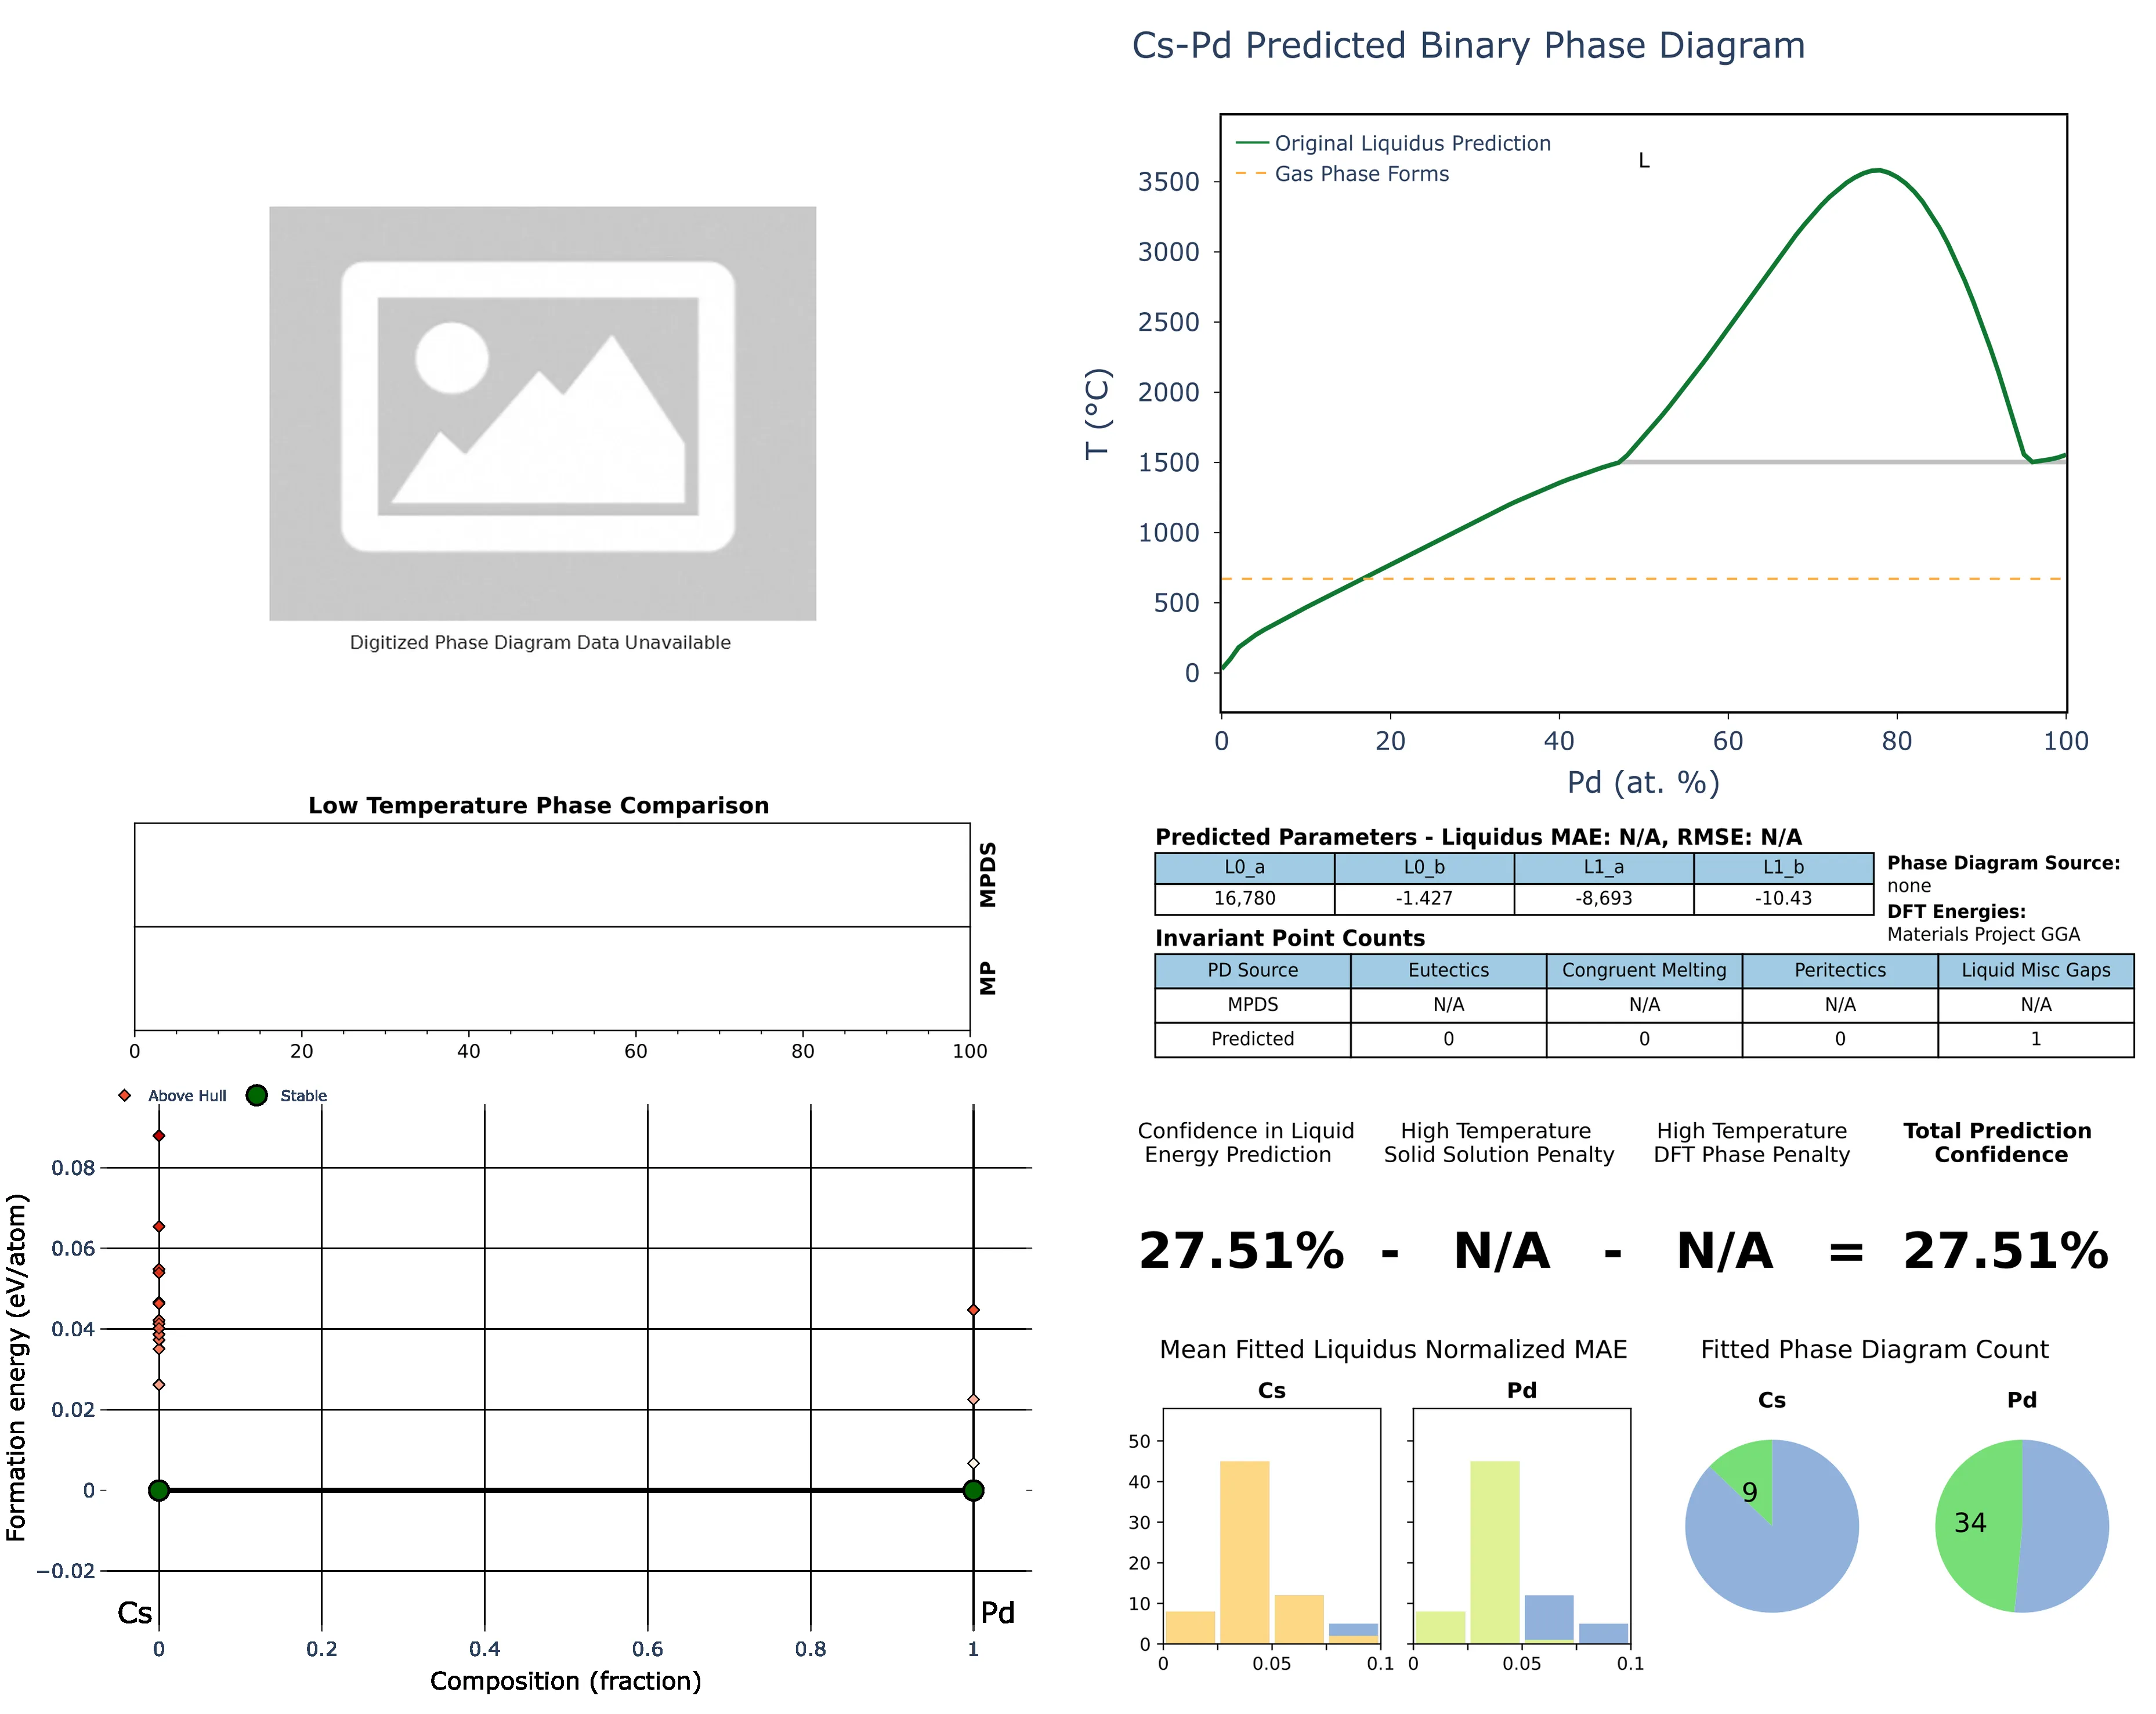 Cs-Pd Predicted Binary Phase Diagram
Original Liquidus Prediction
Gas Phase Forms
L
3500
3000
2500
2000
1500
1000
500
0
T (°C)
0 20 40 60 80 100
Pd (at. %)
Digitized Phase Diagram Data Unavailable
Low Temperature Phase Comparison
MPDS
MP
0 20 40 60 80 100
Predicted Parameters - Liquidus MAE: N/A, RMSE: N/A
L0_a L0_b L1_a L1_b
16,780 -1.427 -8,693 -10.43
Phase Diagram Source:
none
DFT Energies:
Materials Project GGA
Invariant Point Counts
PD Source Eutectics Congruent Melting Peritectics Liquid Misc Gaps
MPDS N/A N/A N/A N/A
Predicted 0 0 0 1
Above Hull Stable
0.08
0.06
0.04
0.02
0
−0.02
Formation energy (eV/atom)
Cs Pd
0 0.2 0.4 0.6 0.8 1
Composition (fraction)
Confidence in Liquid Energy Prediction
High Temperature Solid Solution Penalty
High Temperature DFT Phase Penalty
Total Prediction Confidence
27.51% - N/A - N/A = 27.51%
Mean Fitted Liquidus Normalized MAE
Cs Pd
50
40
30
20
10
0
0 0.05 0.1 0 0.05 0.1
Fitted Phase Diagram Count
Cs Pd
9 34